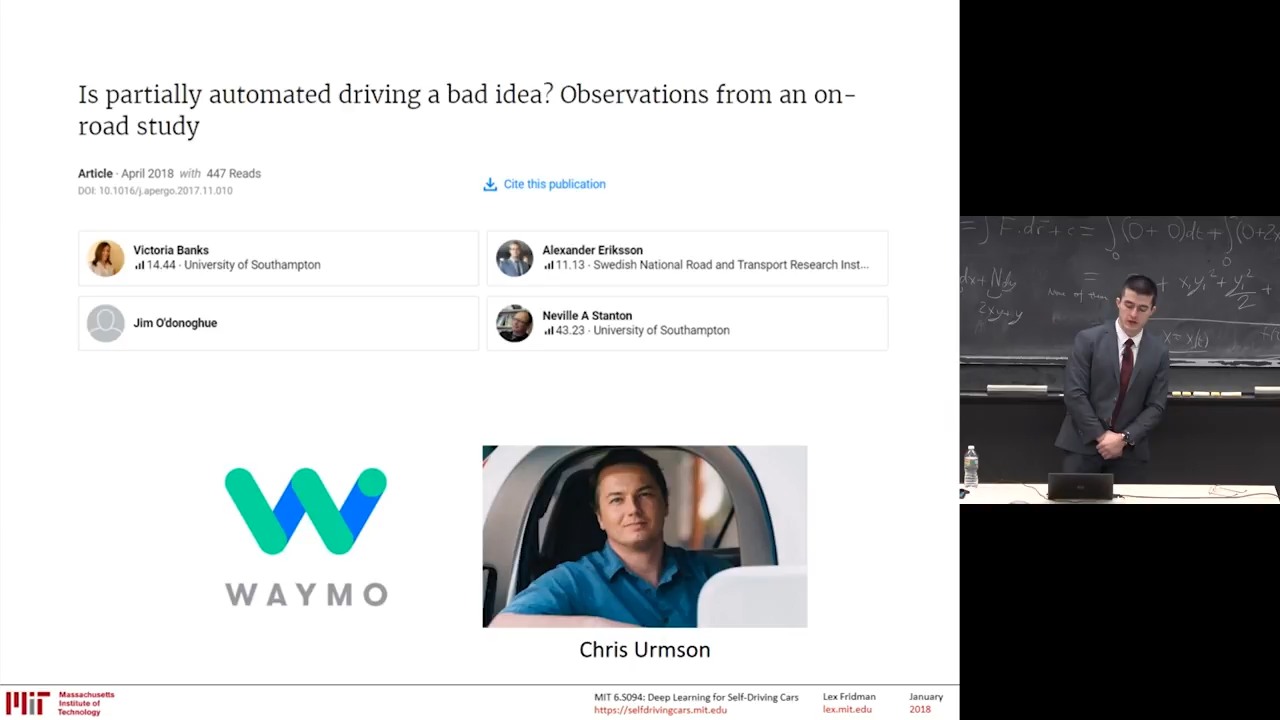 Is partially automated driving a bad idea? Observations from an on-
road study
Article · April 2018 with 447 Reads
DOI: 10.1016/j.apergo.2017.11.010
Cite this publication
Victoria Banks
14.44 · University of Southampton
Alexander Eriksson
11.13 · Swedish National Road and Transport Research Inst...
Jim O'donoghue
Neville A Stanton
43.23 · University of Southampton
WAYMO
Chris Urmson
MIT
Massachusetts
Institute of
Technology
MIT 6.S094: Deep Learning for Self-Driving Cars
https://selfdrivingcars.mit.edu
Lex Fridman
lex.mit.edu
January
2018